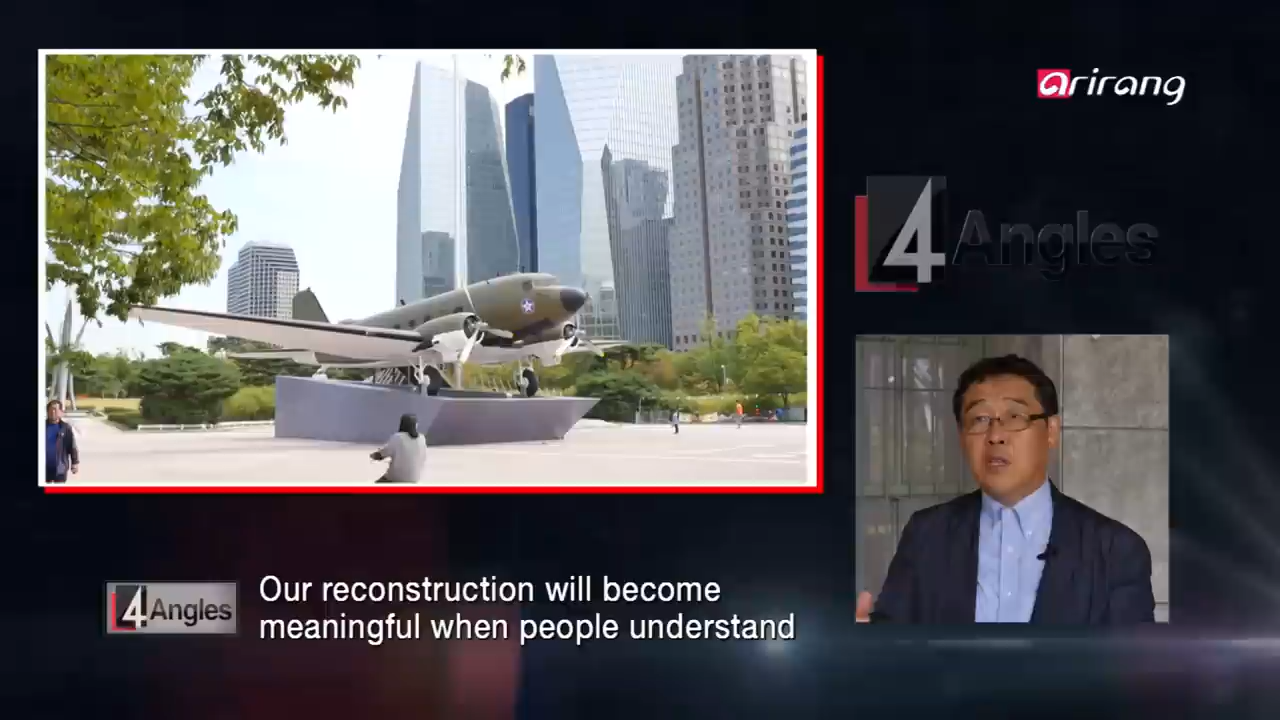 arirang
4 Angles
4 Angles
Our reconstruction will become
meaningful when people understand